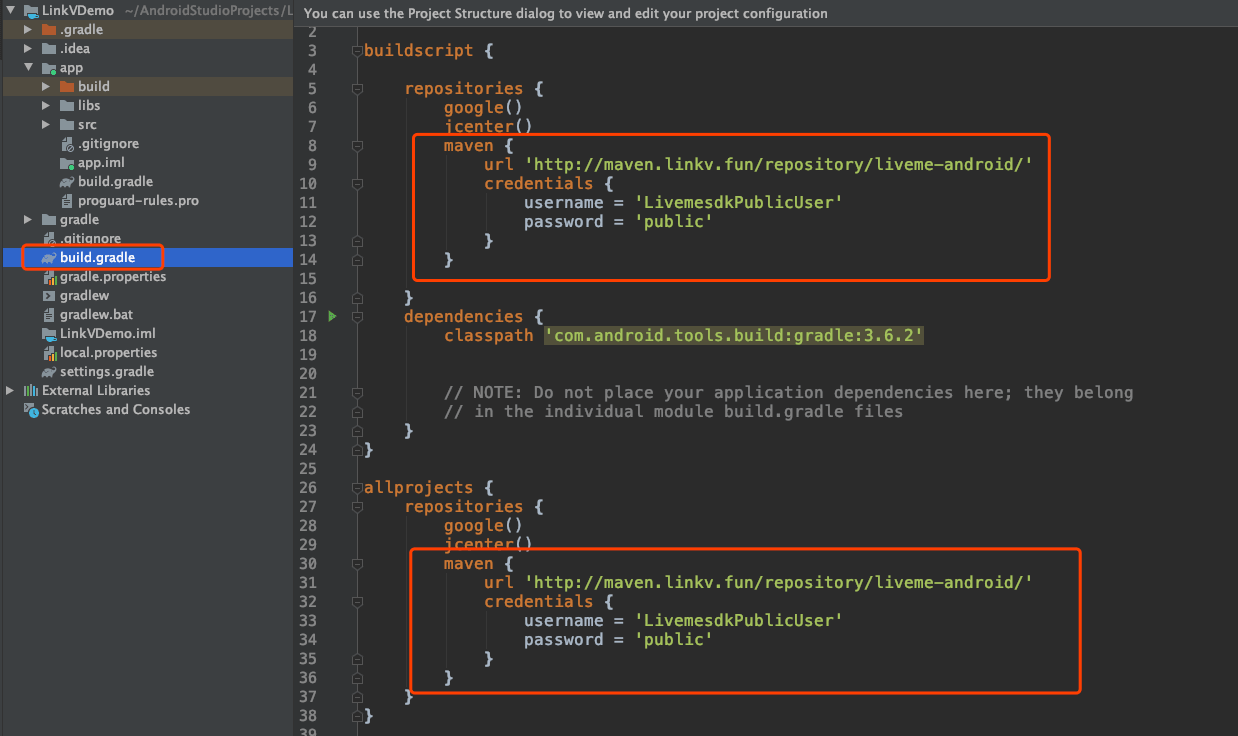 LinkVDemo ~/AndroidStudioProjects/L
.gradle
.idea
app
build
libs
src
.gitignore
app.iml
build.gradle
proguard-rules.pro
gradle
.gitignore
build.gradle
gradle.properties
gradlew
gradlew.bat
LinkVDemo.iml
local.properties
settings.gradle
External Libraries
Scratches and Consoles
You can use the Project Structure dialog to view and edit your project configuration
2
3 buildscript {
4
5 repositories {
6 google()
7 jcenter()
8 maven {
9 url 'http://maven.linkv.fun/repository/liveme-android/'
10 credentials {
11 username = 'LivemesdkPublicUser'
12 password = 'public'
13 }
14 }
15
16 }
17 dependencies {
18 classpath 'com.android.tools.build:gradle:3.6.2'
19
20
21 // NOTE: Do not place your application dependencies here; they belong
22 // in the individual module build.gradle files
23 }
24 }
25
26 allprojects {
27 repositories {
28 google()
29 jcenter()
30 maven {
31 url 'http://maven.linkv.fun/repository/liveme-android/'
32 credentials {
33 username = 'LivemesdkPublicUser'
34 password = 'public'
35 }
36 }
37 }
38 }
39